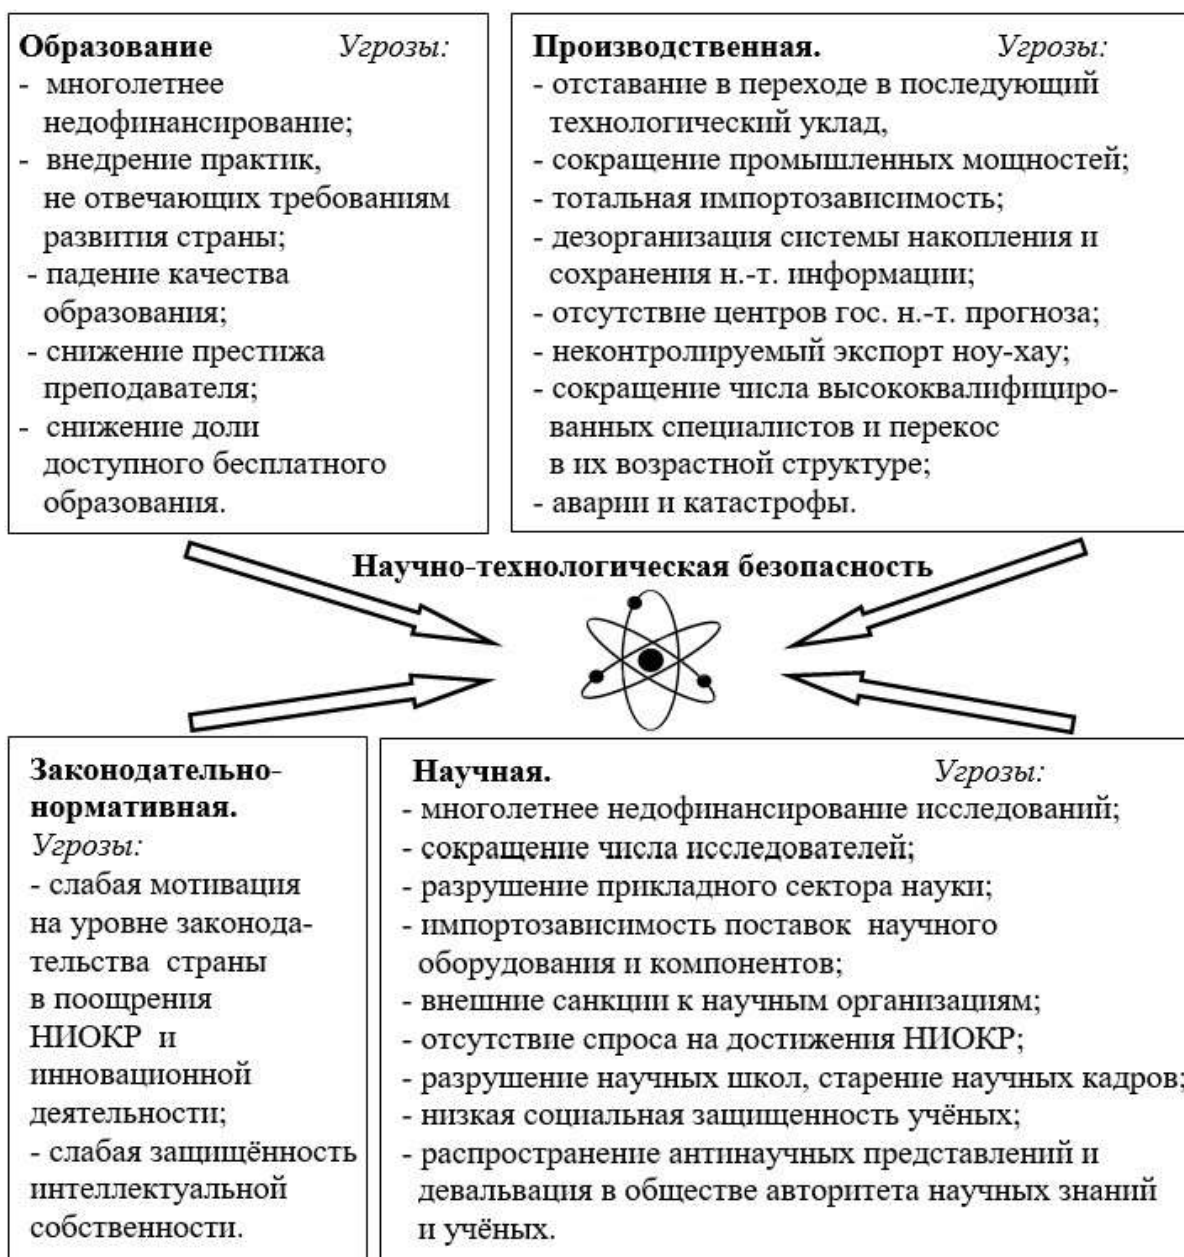 Образование Угрозы:
- многолетнее
недофинансирование;
- внедрение практик,
не отвечающих требованиям
развития страны;
- падение качества
образования;
- снижение престижа
преподавателя;
- снижение доли
доступного бесплатного
образования.
Производственная. Угрозы:
- отставание в переходе в последующий
технологический уклад,
- сокращение промышленных мощностей;
- тотальная импортозависимость;
- дезорганизация системы накопления и
сохранения н.-т. информации;
- отсутствие центров гос. н.-т. прогноза;
- неконтролируемый экспорт ноу-хау;
- сокращение числа высококвалифициро-
ванных специалистов и перекос
в их возрастной структуре;
- аварии и катастрофы.
Научно-технологическая безопасность
Законодательно-
нормативная.
Угрозы:
- слабая мотивация
на уровне законода-
тельства страны
в поощрения
НИОКР и
инновационной
деятельности;
- слабая защищённость
интеллектуальной
собственности.
Научная. Угрозы:
- многолетнее недофинансирование исследований;
- сокращение числа исследователей;
- разрушение прикладного сектора науки;
- импортозависимость поставок научного
оборудования и компонентов;
- внешние санкции к научным организациям;
- отсутствие спроса на достижения НИОКР;
- разрушение научных школ, старение научных кадров;
- низкая социальная защищенность учёных;
- распространение антинаучных представлений и
девальвация в обществе авторитета научных знаний
и учёных.